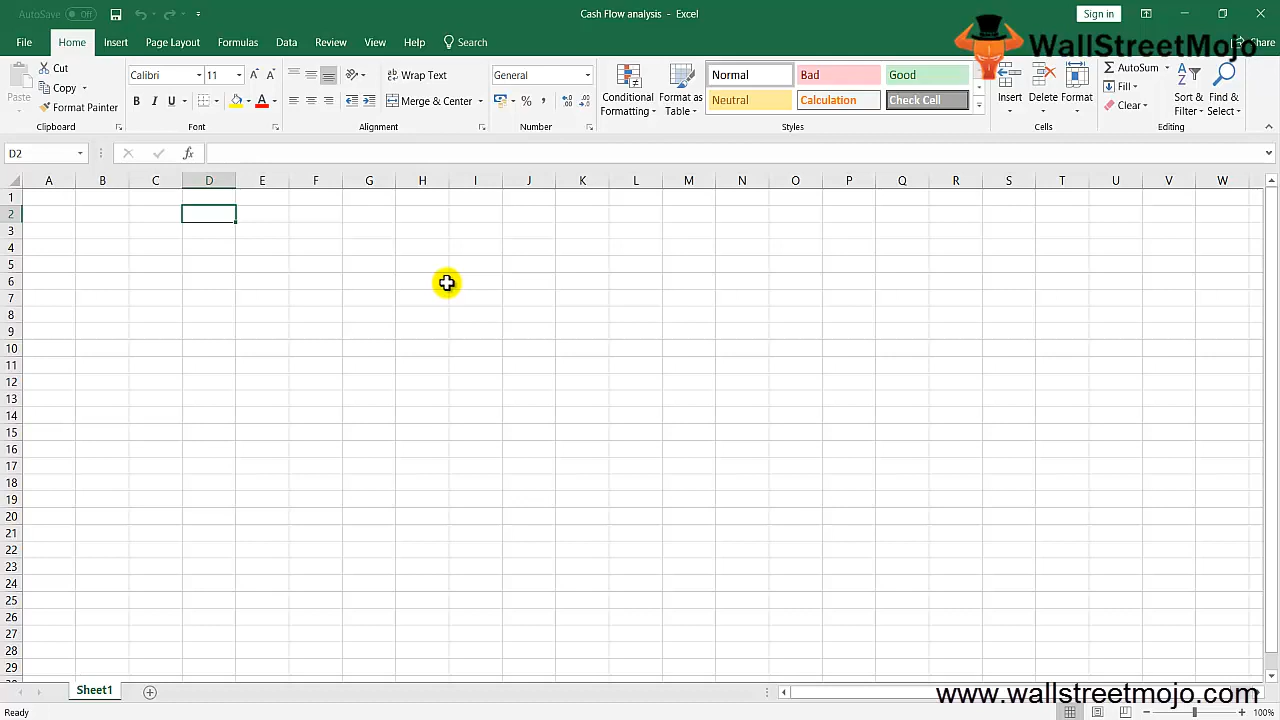 AutoSave Off
Cash Flow analysis - Excel
Sign in
File Home Insert Page Layout Formulas Data Review View Help Search
Share
WallStreetMojo
Paste
Cut
Copy
Format Painter
Clipboard
Calibri 11
B I U
Font
Wrap Text
Merge & Center
Alignment
General
Number
Conditional Formatting
Format as Table
Normal Bad Good
Neutral Calculation Check Cell
Styles
Insert Delete Format
Cells
AutoSum
Fill
Clear
Sort & Filter
Find & Select
Editing
D2
fx
A B C D E F G H I J K L M N O P Q R S T U V W
1
2
3
4
5
6
7
8
9
10
11
12
13
14
15
16
17
18
19
20
21
22
23
24
25
26
27
28
29
Sheet1
www.wallstreetmojo.com
Ready
100%